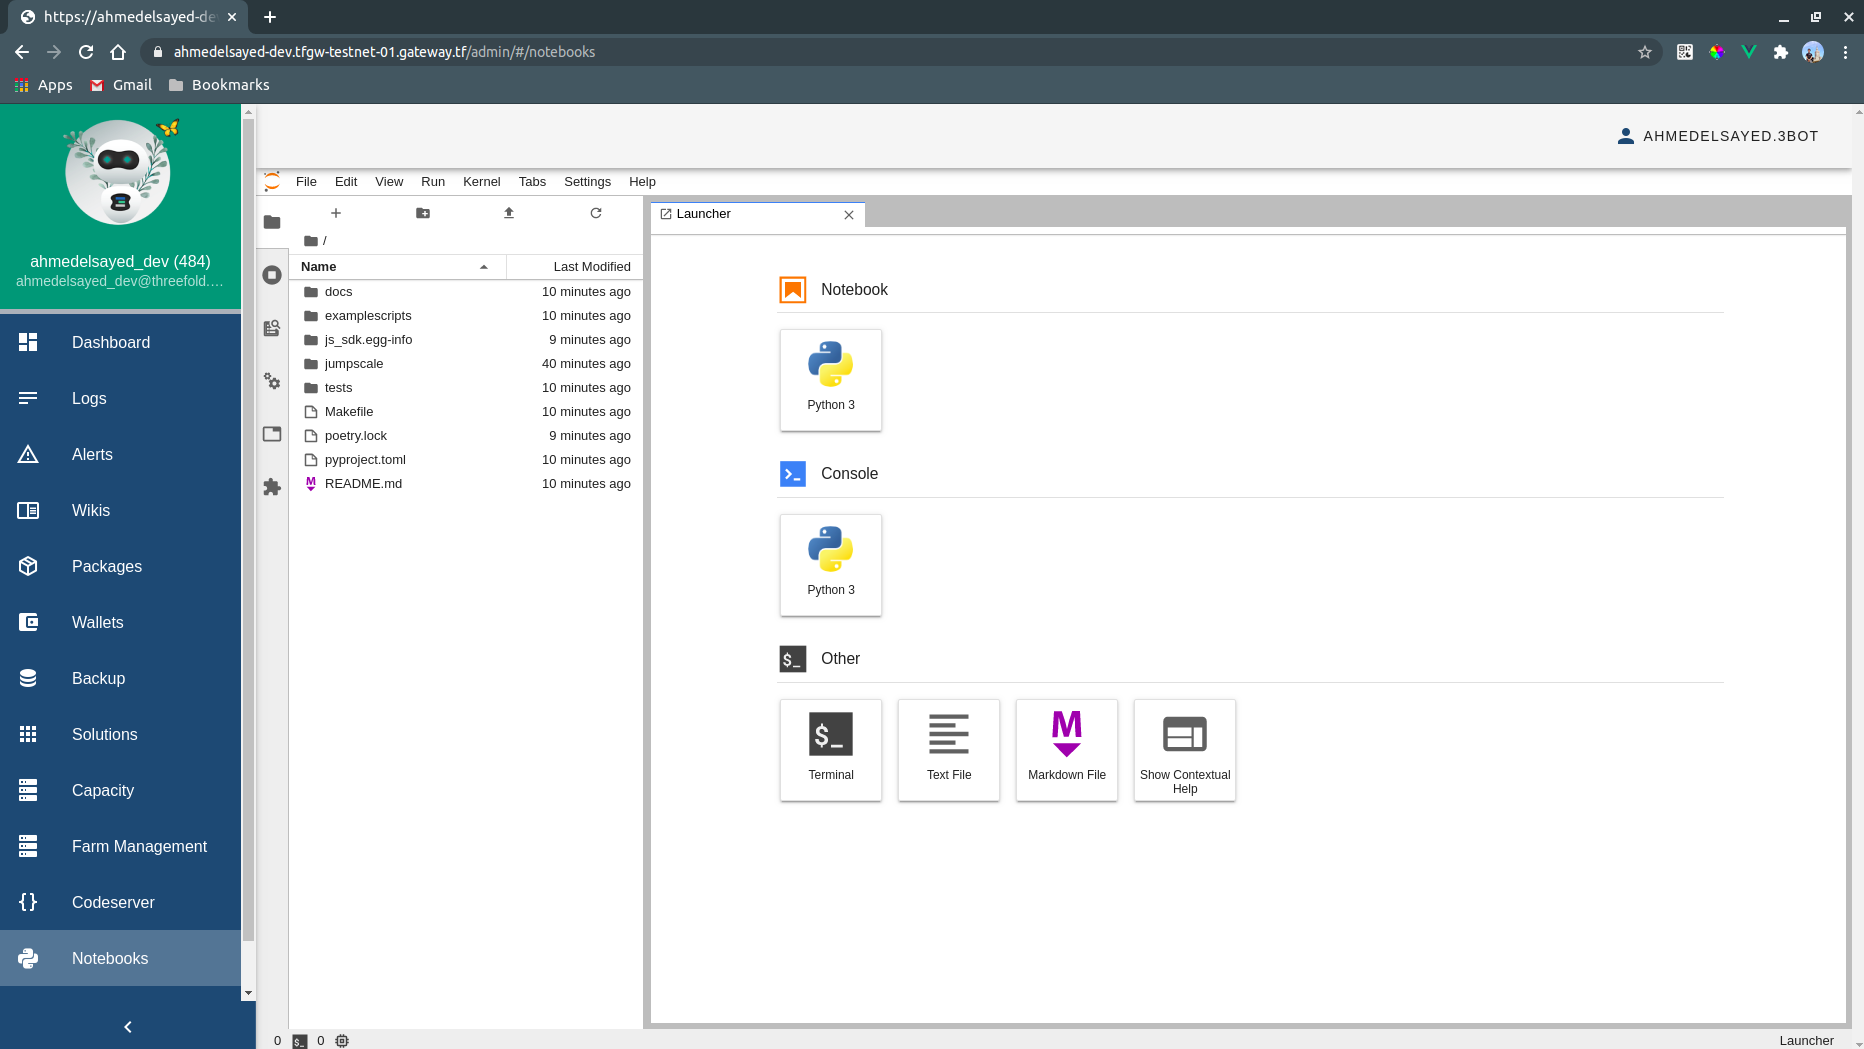 https://ahmedelsayed-de
ahmedelsayed-dev.tfgw-testnet-01.gateway.tf/admin/#/notebooks
Apps
Gmail
Bookmarks
AHMEDELSAYED.3BOT
ahmedelsayed_dev (484)
ahmedelsayed_dev@threefold....
Dashboard
Logs
Alerts
Wikis
Packages
Wallets
Backup
Solutions
Capacity
Farm Management
Codeserver
Notebooks
File Edit View Run Kernel Tabs Settings Help
/
Name Last Modified
docs 10 minutes ago
examplescripts 10 minutes ago
js_sdk.egg-info 9 minutes ago
jumpscale 40 minutes ago
tests 10 minutes ago
Makefile 10 minutes ago
poetry.lock 9 minutes ago
pyproject.toml 10 minutes ago
README.md 10 minutes ago
Launcher
Notebook
Python 3
Console
Python 3
$_ Other
$_
Terminal
Text File
M
Markdown File
Show Contextual
Help
0 $_ 0
Launcher